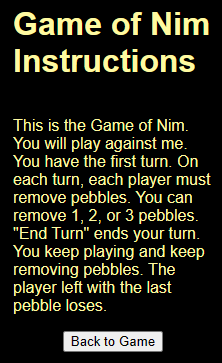 Game of Nim
Instructions
This is the Game of Nim.
You will play against me.
You have the first turn. On
each turn, each player must
remove pebbles. You can
remove 1, 2, or 3 pebbles.
"End Turn" ends your turn.
You keep playing and keep
removing pebbles. The
player left with the last
pebble loses.
Back to Game